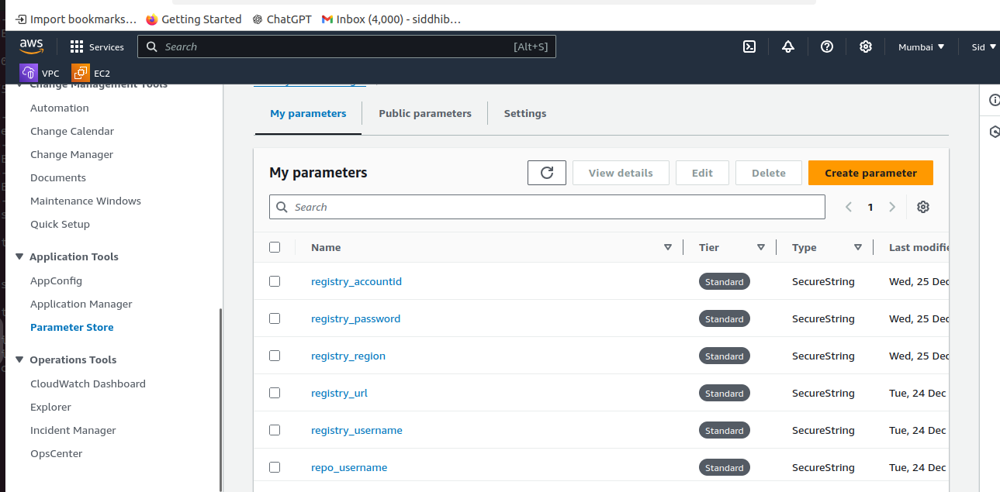 Import bookmarks... Getting Started ChatGPT Inbox (4,000) - siddhib...
aws Services Search [Alt+S] Mumbai Sid
VPC EC2
Change Management Tools
Automation
Change Calendar
Change Manager
Documents
Maintenance Windows
Quick Setup
Application Tools
AppConfig
Application Manager
Parameter Store
Operations Tools
CloudWatch Dashboard
Explorer
Incident Manager
OpsCenter
My parameters Public parameters Settings
My parameters View details Edit Delete Create parameter
Search 1
Name Tier Type Last modifie
registry_accountid Standard SecureString Wed, 25 Dec
registry_password Standard SecureString Wed, 25 Dec
registry_region Standard SecureString Wed, 25 Dec
registry_url Standard SecureString Tue, 24 Dec
registry_username Standard SecureString Tue, 24 Dec
repo_username Standard SecureString Tue, 24 Dec